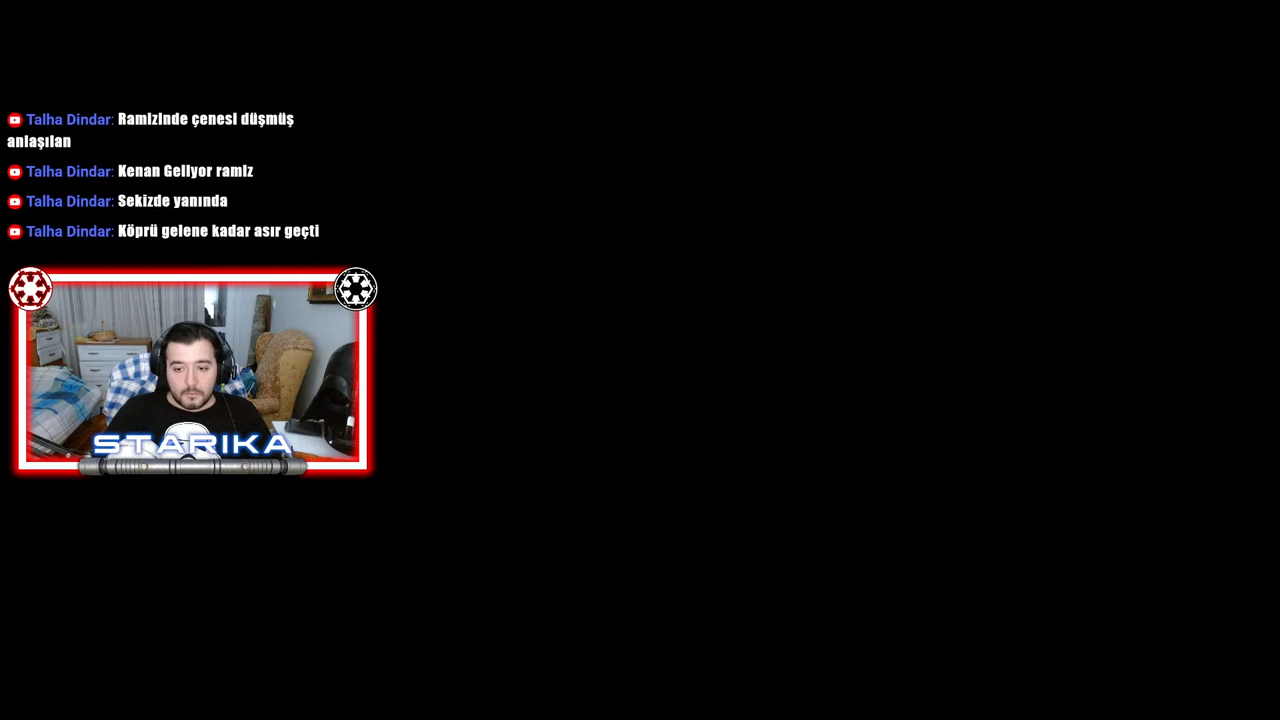 Talha Dindar: Ramizinde çenesi düşmüş
anlaşılan
Talha Dindar: Kenan Geliyor ramiz
Talha Dindar: Sekizde yanında
Talha Dindar: Köprü gelene kadar asır geçti
STARIKA